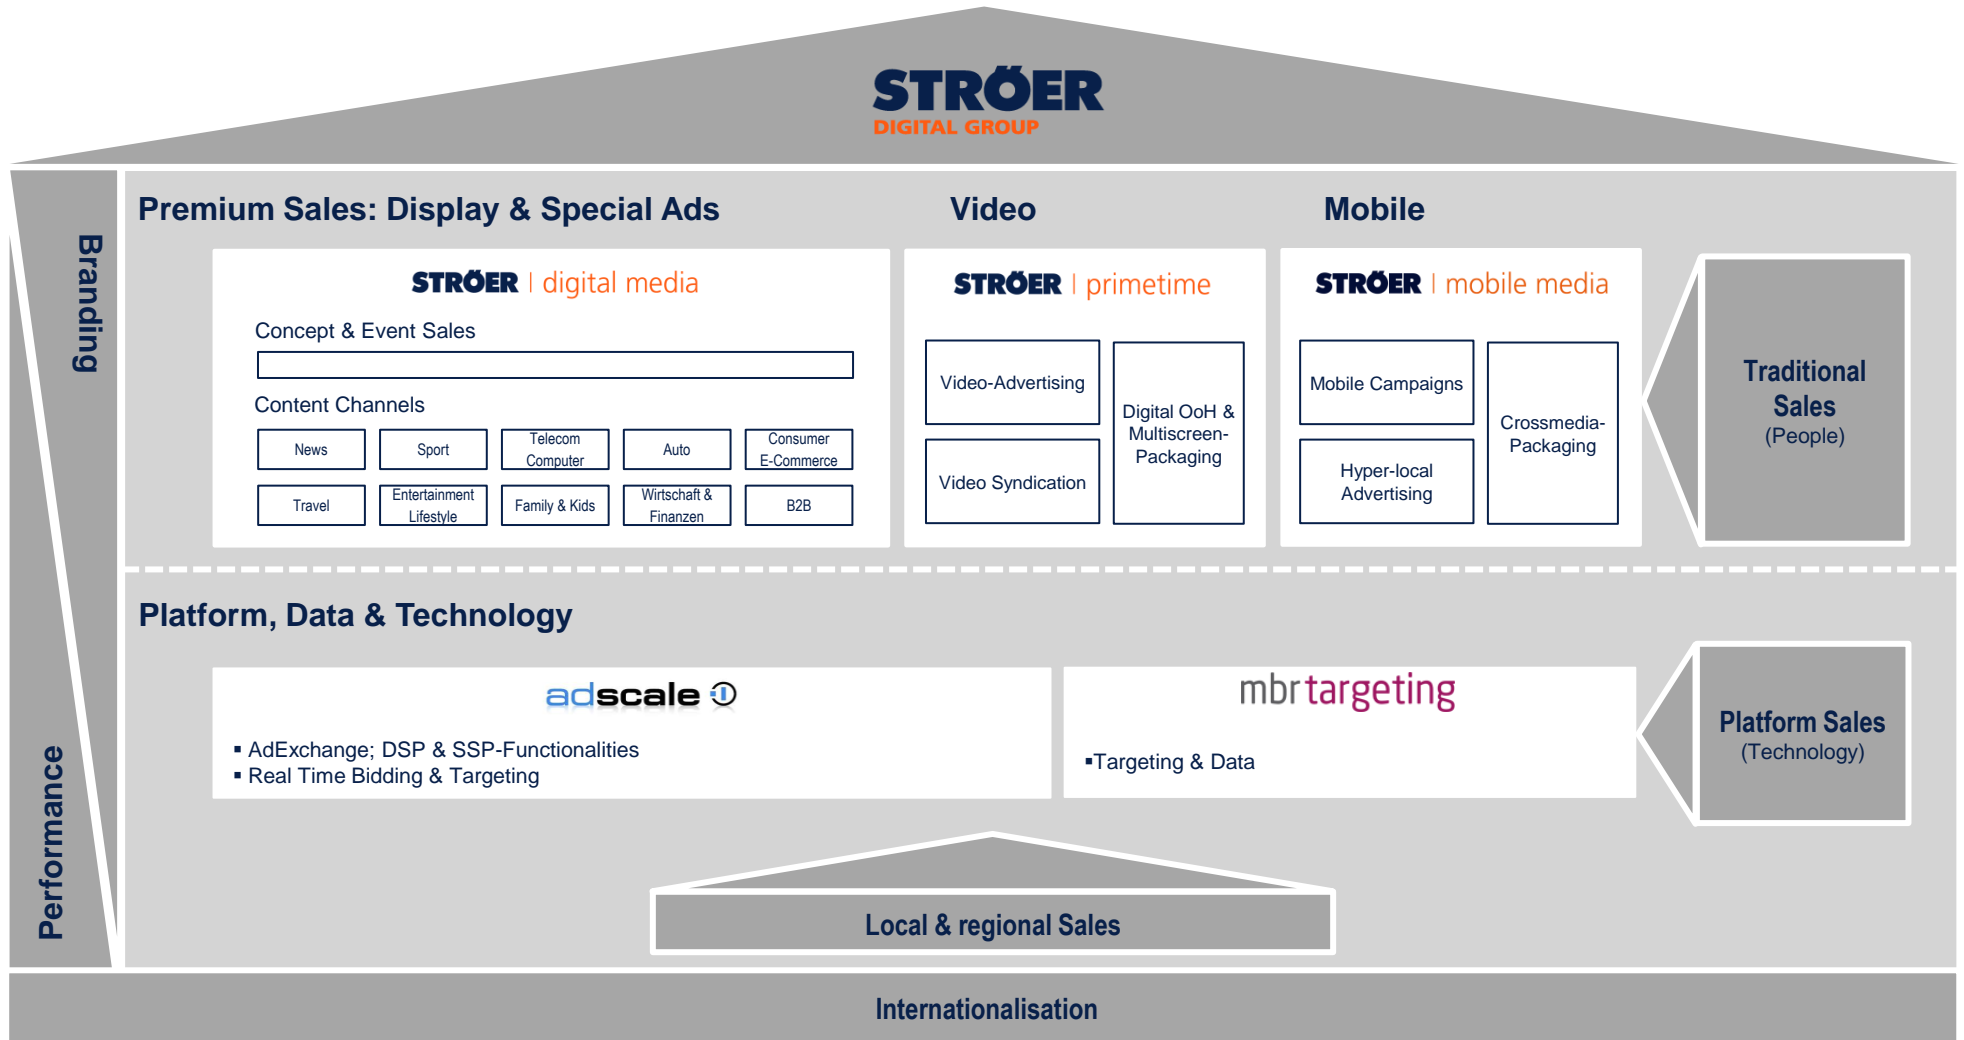 STRÖER
DIGITAL GROUP
Branding
Performance
Premium Sales: Display & Special Ads
Video
Mobile
STRÖER | digital media
Concept & Event Sales
Content Channels
News
Sport
Telecom
Computer
Auto
Consumer
E-Commerce
Travel
Entertainment
Lifestyle
Family & Kids
Wirtschaft &
Finanzen
B2B
STRÖER | primetime
Video-Advertising
Video Syndication
Digital OoH &
Multiscreen-
Packaging
STRÖER | mobile media
Mobile Campaigns
Hyper-local
Advertising
Crossmedia-
Packaging
Traditional
Sales
(People)
Platform, Data & Technology
adscale
▪ AdExchange; DSP & SSP-Functionalities
▪ Real Time Bidding & Targeting
mbrtargeting
▪Targeting & Data
Platform Sales
(Technology)
Local & regional Sales
Internationalisation